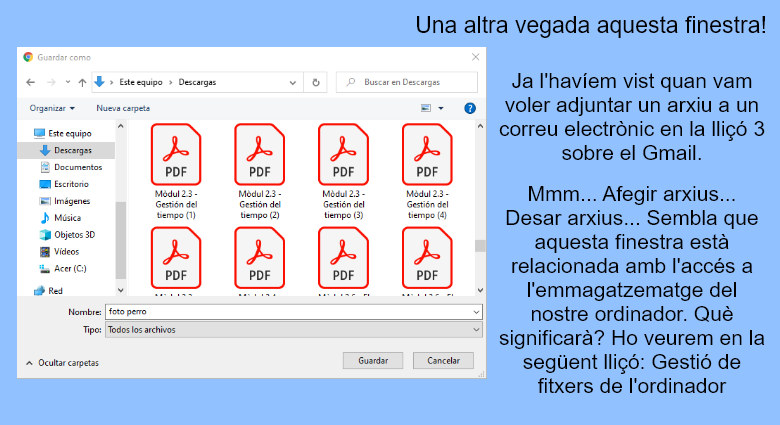 Una altra vegada aquesta finestra!
Guardar como
Este equipo > Descargas
Buscar en Descargas
Organizar
Nueva carpeta
Este equipo
Descargas
Documentos
Escritorio
Imágenes
Música
Objetos 3D
Vídeos
Acer (C:)
Red
PDF PDF PDF PDF
Mòdul 2.3 - Mòdul 2.3 - Mòdul 2.3 - Mòdul 2.3 -
Gestión del Gestión del Gestión del Gestión del
tiempo (1) tiempo (2) tiempo (3) tiempo (4)
PDF PDF PDF PDF
Nombre: foto perro
Tipo: Todos los archivos
Ocultar carpetas
Guardar
Cancelar
Ja l'havíem vist quan vam
voler adjuntar un arxiu a un
correu electrònic en la lliçó 3
sobre el Gmail.
Mmm... Afegir arxius...
Desar arxius... Sembla que
aquesta finestra està
relacionada amb l'accés a
l'emmagatzematge del
nostre ordinador. Què
significarà? Ho veurem en la
següent lliçó: Gestió de
fitxers de l'ordinador